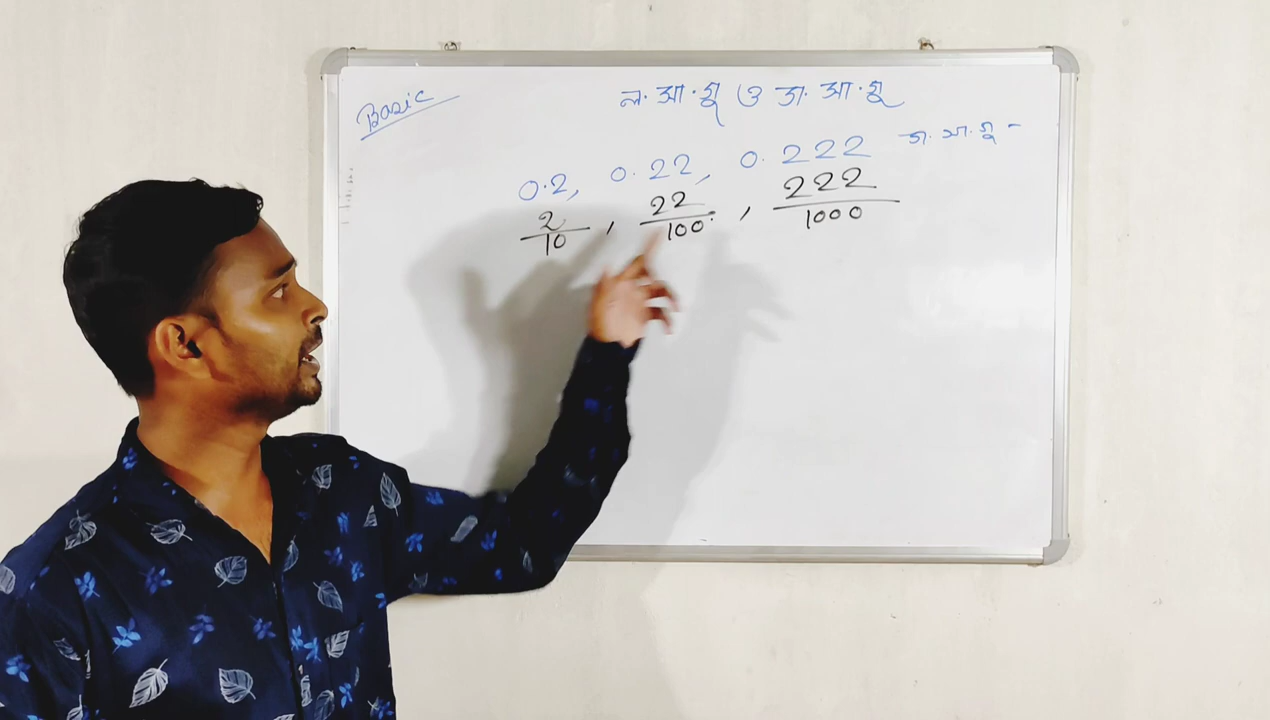 Basic
ল. সা. গু ও গ. সা. গু
0.2, 0.22, 0.222 গ. সা. গু -
2/10 , 22/100 , 222/1000